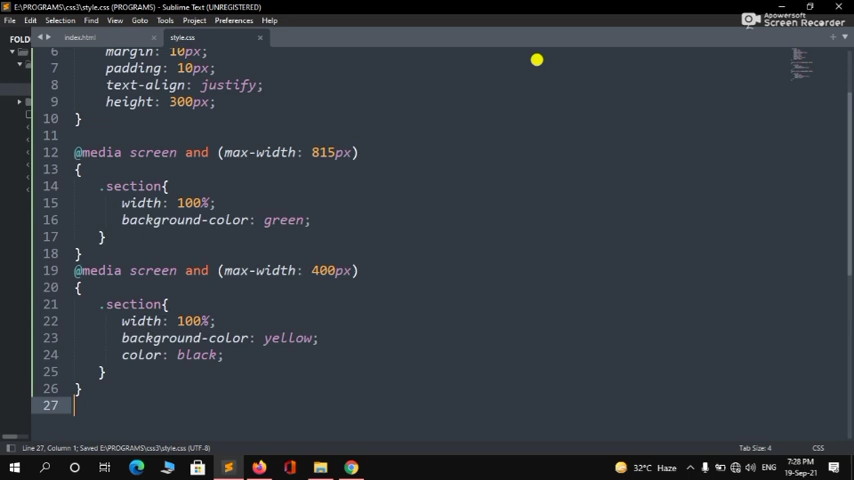 E:\PROGRAMS\css3\style.css (PROGRAMS) - Sublime Text (UNREGISTERED)
File Edit Selection Find View Goto Tools Project Preferences Help
Apowersoft
Screen Recorder
FOLD
index.html × style.css ×
6 margin: 10px;
7 padding: 10px;
8 text-align: justify;
9 height: 300px;
10 }
11
12 @media screen and (max-width: 815px)
13 {
14 .section{
15 width: 100%;
16 background-color: green;
17 }
18 }
19 @media screen and (max-width: 400px)
20 {
21 .section{
22 width: 100%;
23 background-color: yellow;
24 color: black;
25 }
26 }
27
Line 27, Column 1; Saved E:\PROGRAMS\css3\style.css (UTF-8) Tab Size: 4 CSS
32°C Haze ENG 7:28 PM
19-Sep-21